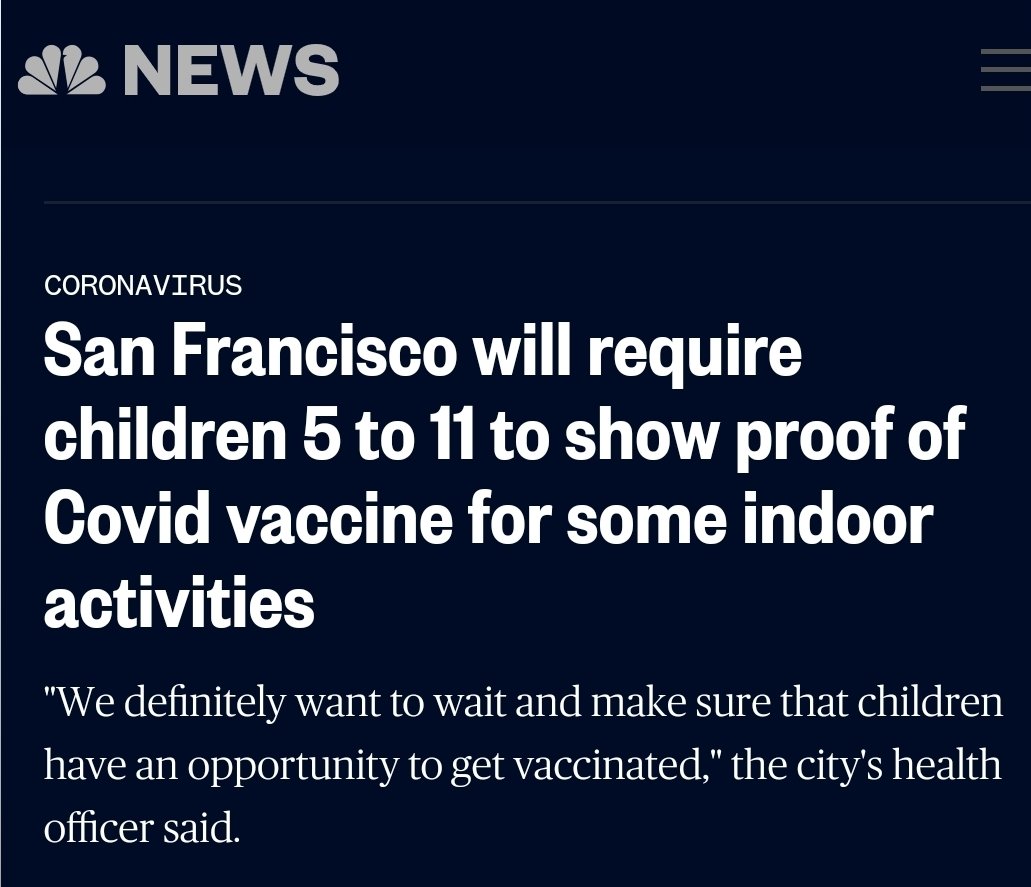 NEWS
CORONAVIRUS
San Francisco will require
children 5 to 11 to show proof of
Covid vaccine for some indoor
activities
"We definitely want to wait and make sure that children
have an opportunity to get vaccinated," the city's health
officer said.